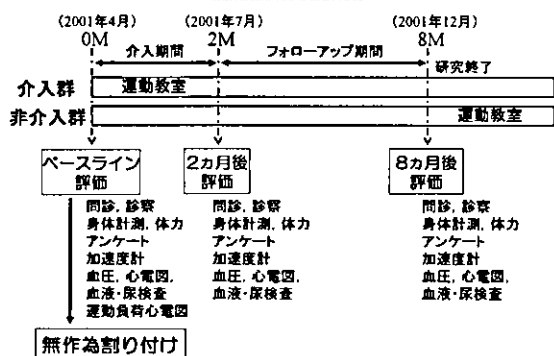 (2001年4月) (2001年7月) (2001年12月)
0M 介入期間 2M フォローアップ期間 8M
研究終了
介入群 運動教室
非介入群 運動教室
ベースライン評価
2ヵ月後評価
8ヵ月後評価
問診, 診察
身体計測, 体力
アンケート
加速度計
血圧, 心電図,
血液・尿検査
運動負荷心電図
問診, 診察
身体計測, 体力
アンケート
加速度計
血圧, 心電図,
血液・尿検査
問診, 診察
身体計測, 体力
アンケート
加速度計
血圧, 心電図,
血液・尿検査
無作為割り付け